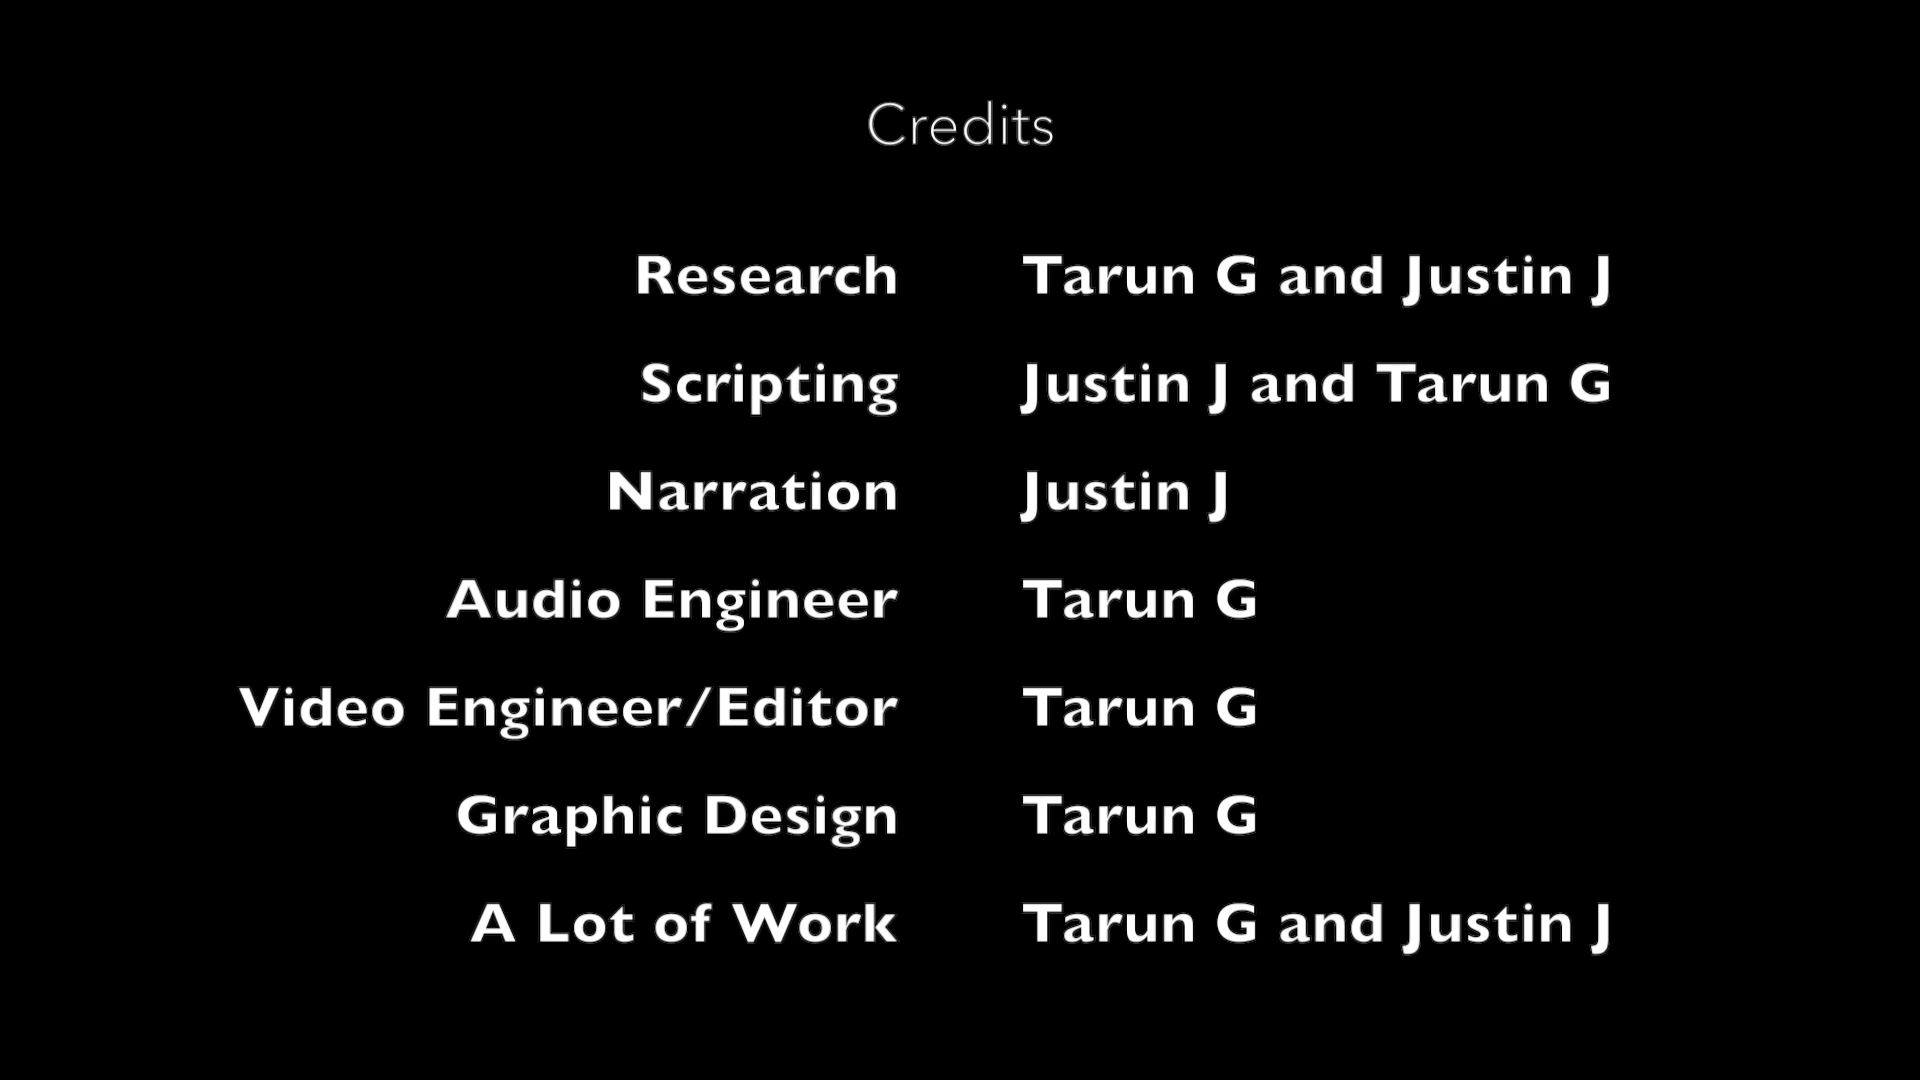 Credits
Research Tarun G and Justin J
Scripting Justin J and Tarun G
Narration Justin J
Audio Engineer Tarun G
Video Engineer/Editor Tarun G
Graphic Design Tarun G
A Lot of Work Tarun G and Justin J